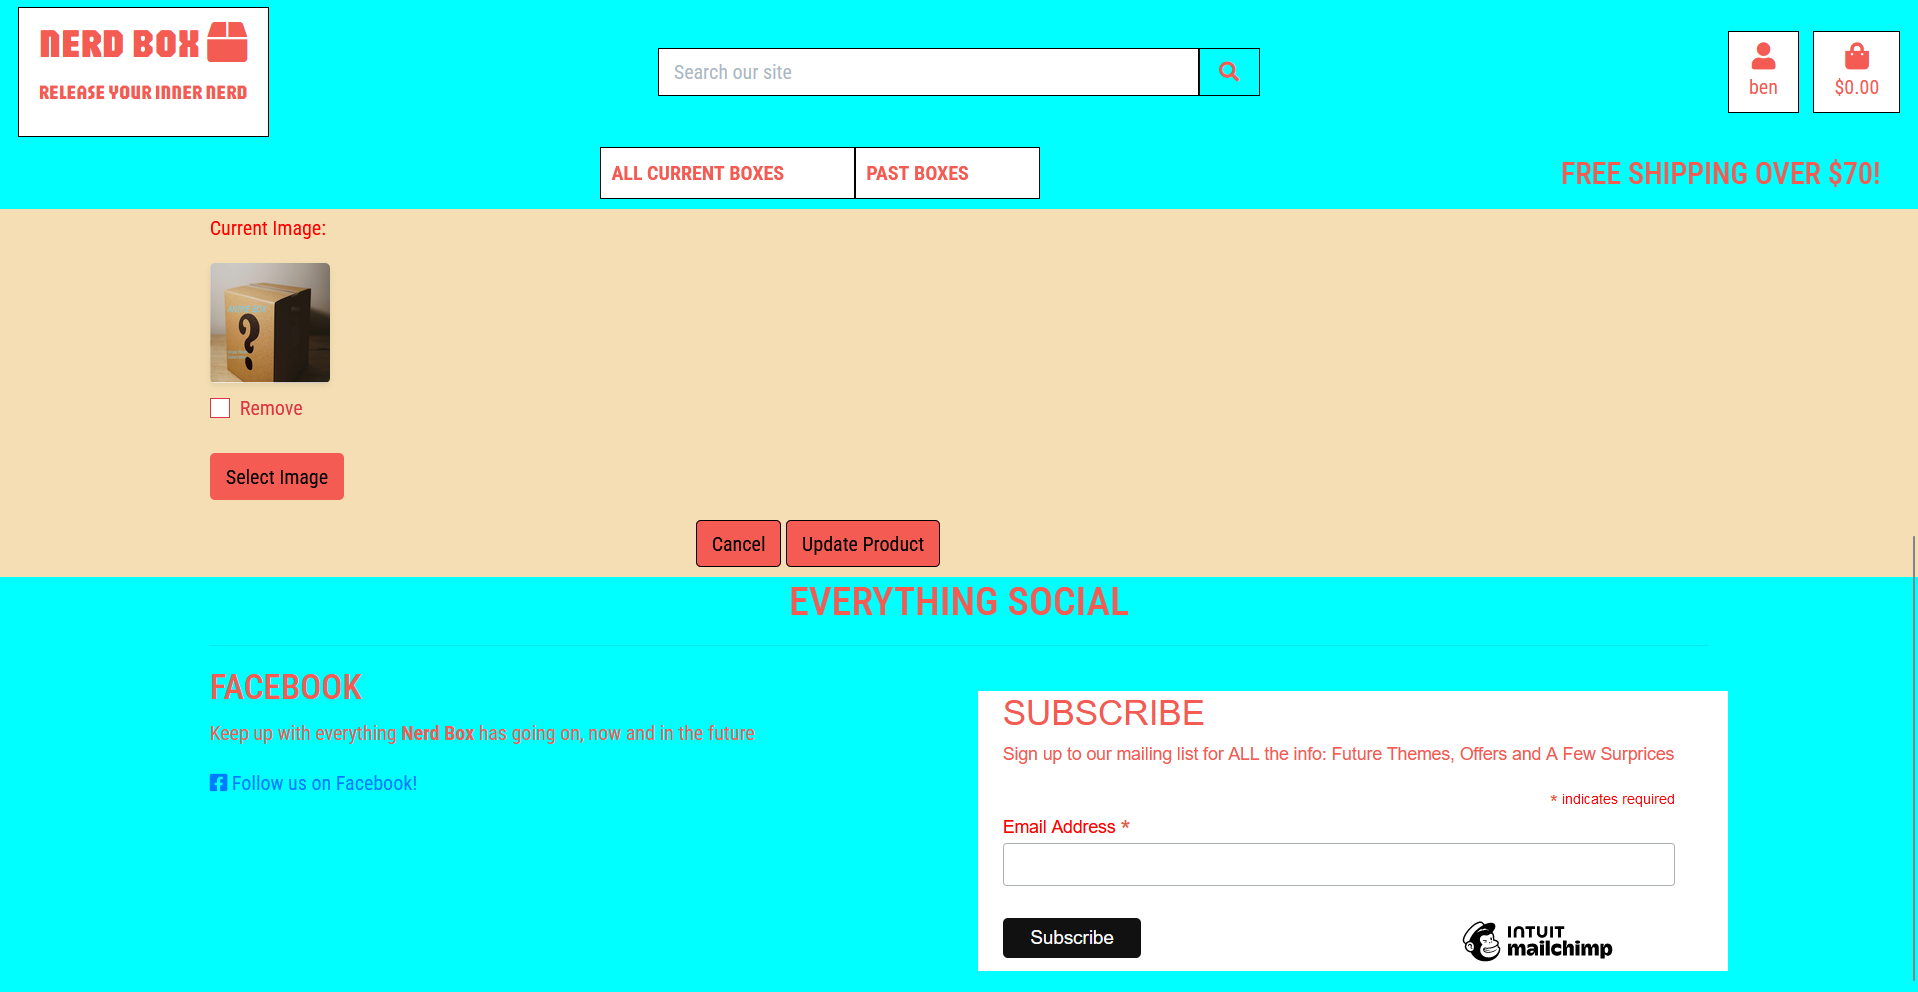 NERD BOX
RELEASE YOUR INNER NERD
Search our site
ben
$0.00
ALL CURRENT BOXES
PAST BOXES
FREE SHIPPING OVER $70!
Current Image:
?
Remove
Select Image
Cancel
Update Product
EVERYTHING SOCIAL
FACEBOOK
Keep up with everything Nerd Box has going on, now and in the future
Follow us on Facebook!
SUBSCRIBE
Sign up to our mailing list for ALL the info: Future Themes, Offers and A Few Surprices
* indicates required
Email Address *
Subscribe
INTUIT
mailchimp